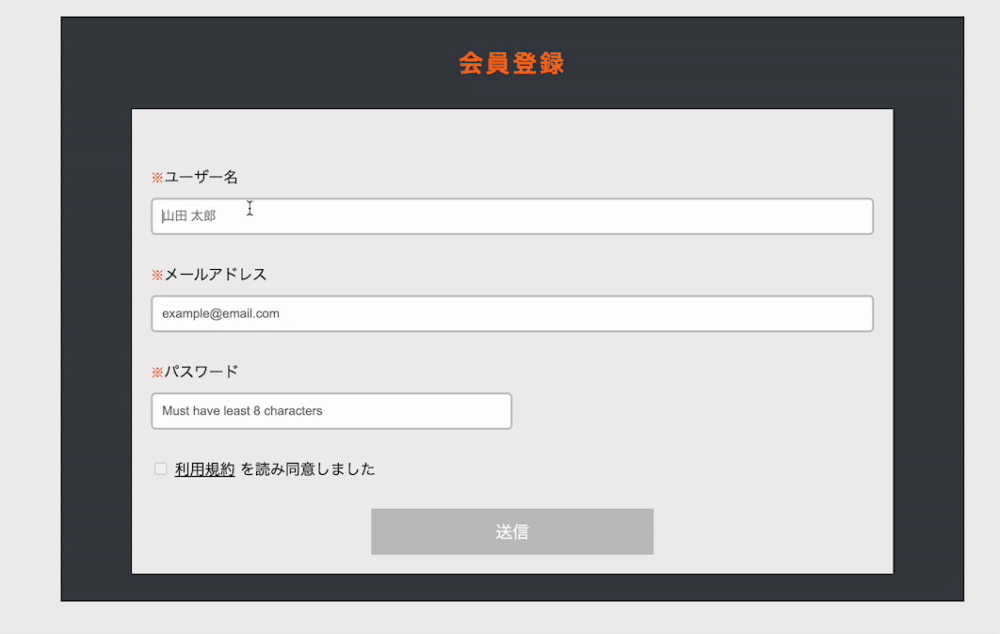 会員登録
※ユーザー名
山田 太郎
※メールアドレス
example@email.com
※パスワード
Must have least 8 characters
利用規約 を読み同意しました
送信